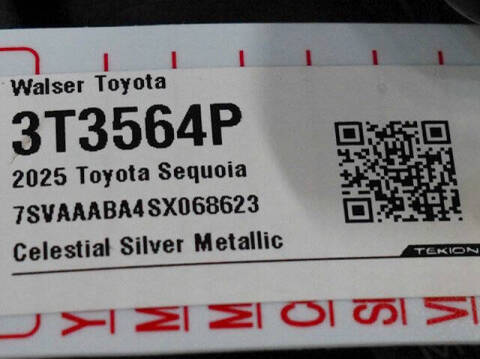 Walser Toyota
3T3564P
2025 Toyota Sequoia
7SVAAABA4SX068623
Celestial Silver Metallic
TEKION
Y M M C S V